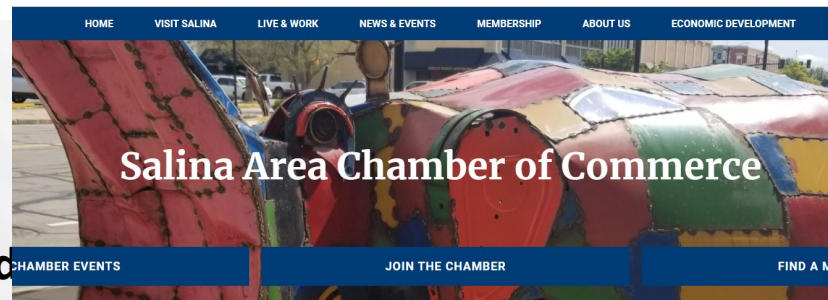 HOME VISIT SALINA LIVE & WORK NEWS & EVENTS MEMBERSHIP ABOUT US ECONOMIC DEVELOPMENT
Salina Area Chamber of Commerce
CHAMBER EVENTS JOIN THE CHAMBER FIND A